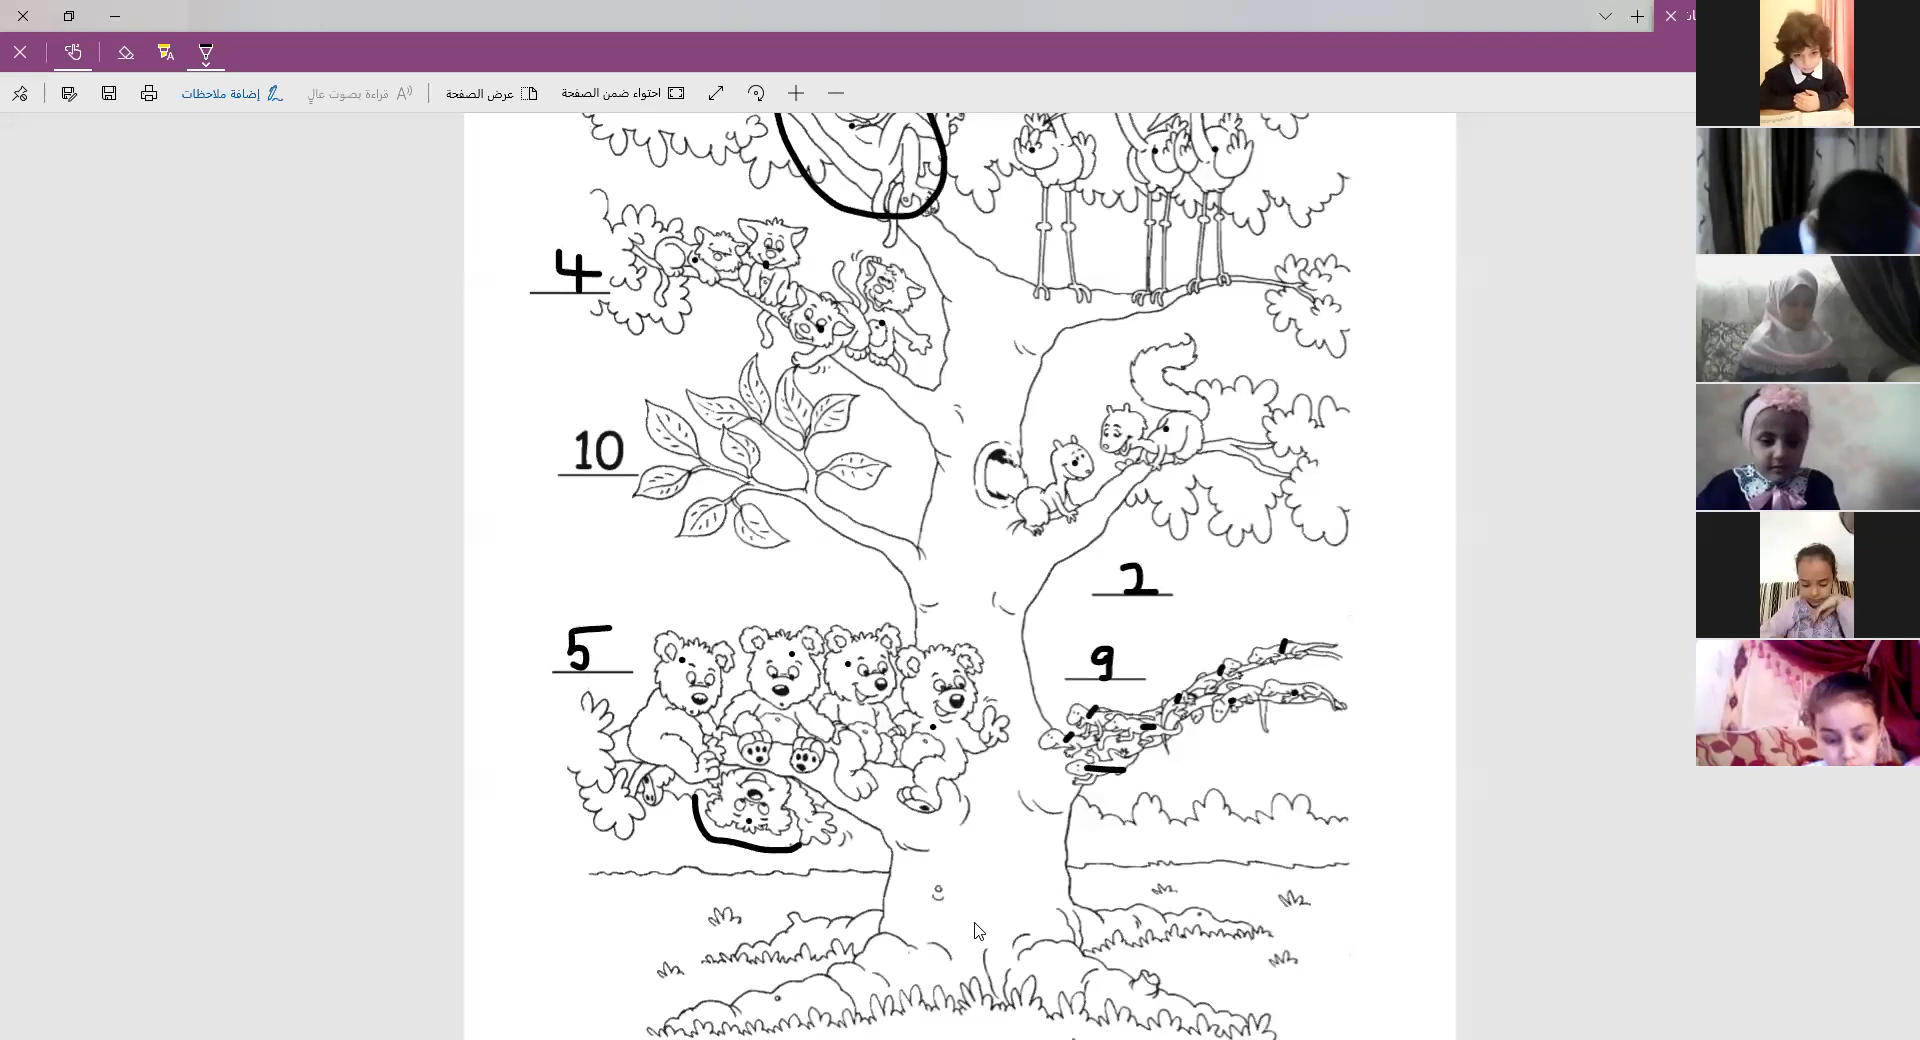 إضافة ملاحظات
قراءة بصوت عالٍ
عرض الصفحة
احتواء ضمن الصفحة
4
10
5
2
9